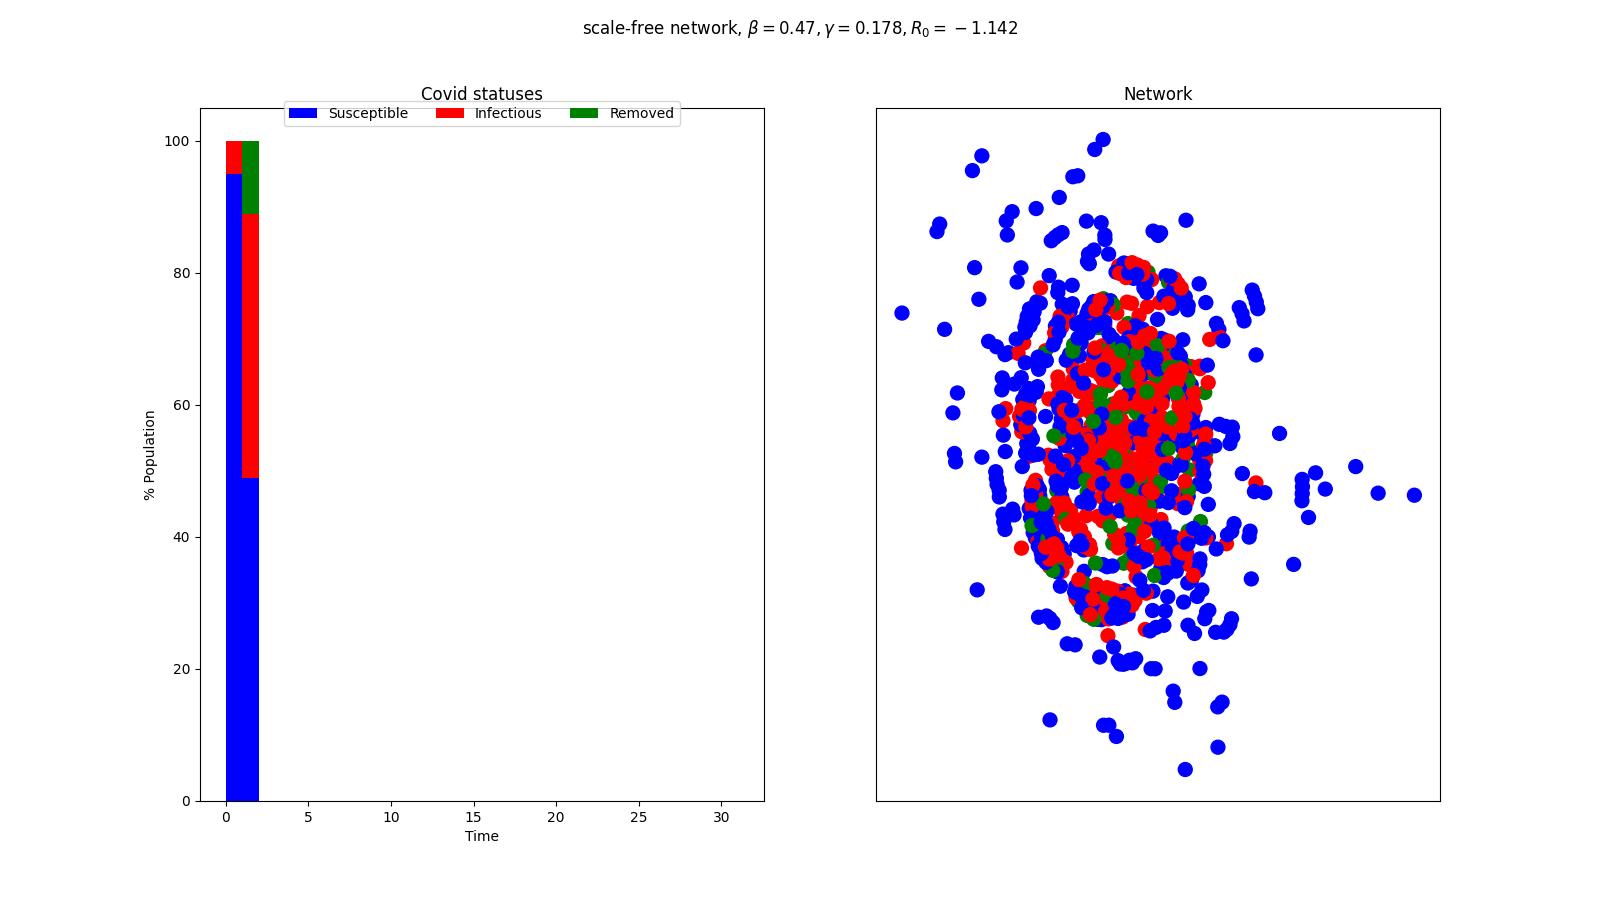 scale-free network, β = 0.47, γ = 0.178, R₀ = −1.142
Covid statuses
Network
Susceptible Infectious Removed
100
80
60
40
20
0
% Population
0 5 10 15 20 25 30
Time